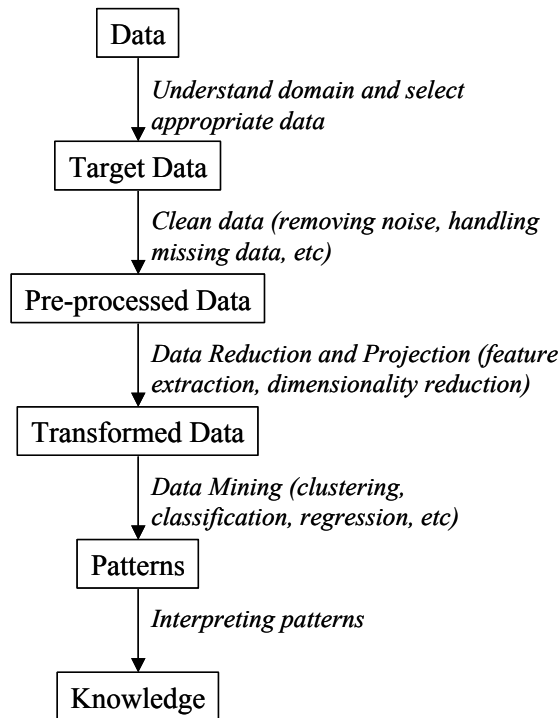 Data
Understand domain and select
appropriate data
Target Data
Clean data (removing noise, handling
missing data, etc)
Pre-processed Data
Data Reduction and Projection (feature
extraction, dimensionality reduction)
Transformed Data
Data Mining (clustering,
classification, regression, etc)
Patterns
Interpreting patterns
Knowledge